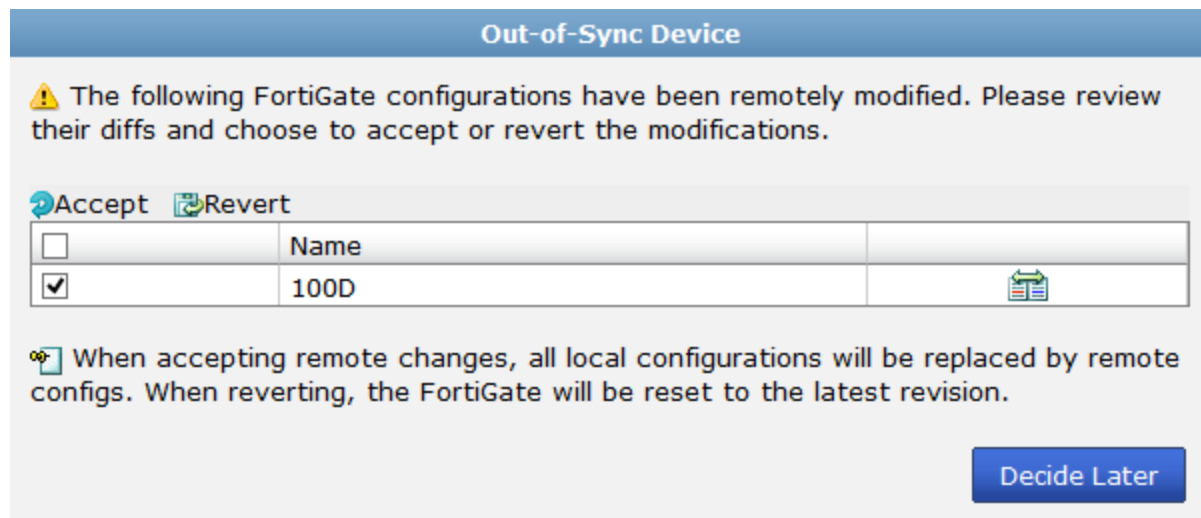 Out-of-Sync Device
The following FortiGate configurations have been remotely modified. Please review
their diffs and choose to accept or revert the modifications.
Accept Revert
Name
100D
When accepting remote changes, all local configurations will be replaced by remote
configs. When reverting, the FortiGate will be reset to the latest revision.
Decide Later